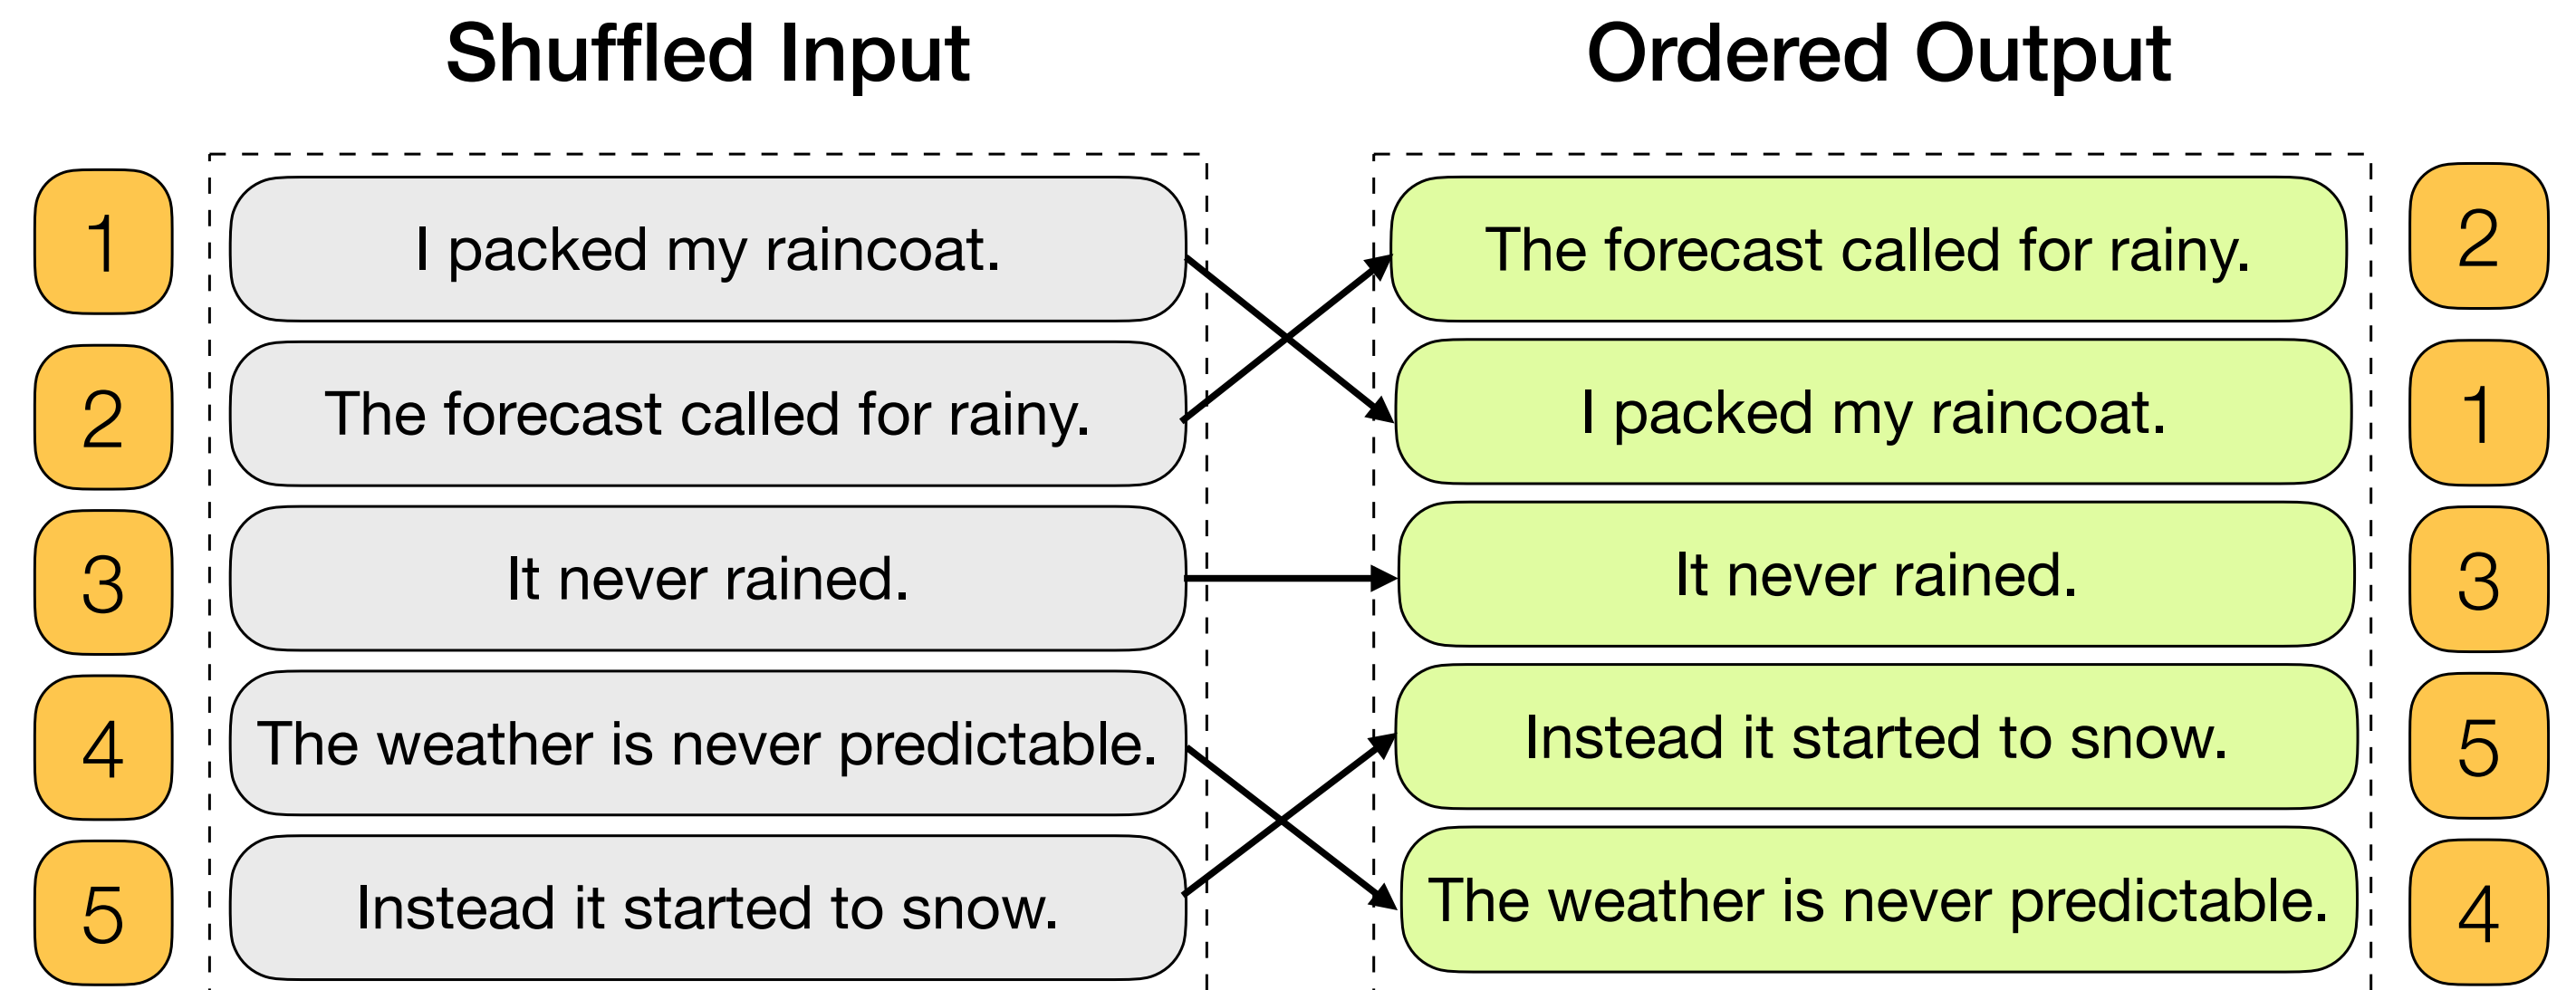 Shuffled Input
Ordered Output
1
I packed my raincoat.
The forecast called for rainy.
2
2
The forecast called for rainy.
I packed my raincoat.
1
3
It never rained.
It never rained.
3
4
The weather is never predictable.
Instead it started to snow.
5
5
Instead it started to snow.
The weather is never predictable.
4